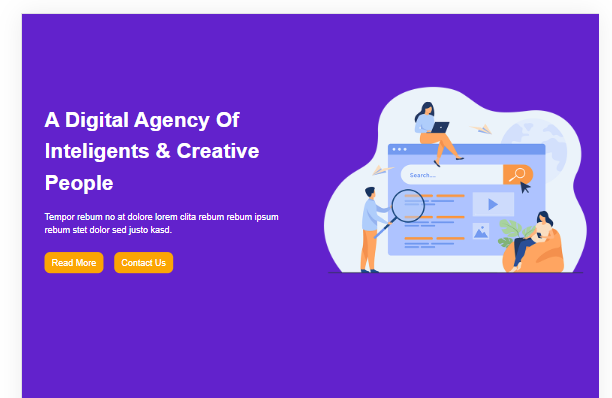 A Digital Agency Of
Inteligents & Creative
People
Tempor rebum no at dolore lorem clita rebum rebum ipsum
rebum stet dolor sed justo kasd.
Read More
Contact Us
Search...